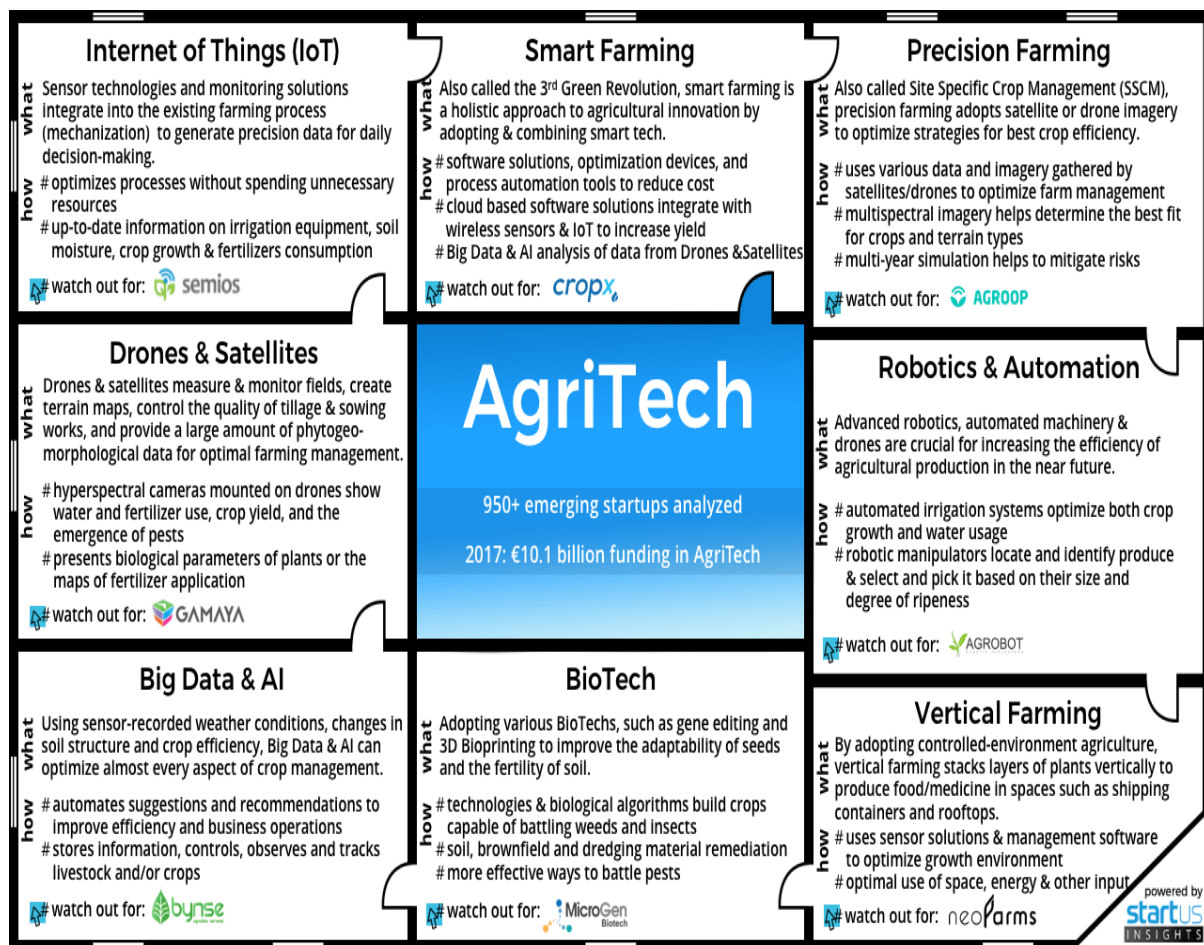 Internet of Things (IoT)
what
Sensor technologies and monitoring solutions
integrate into the existing farming process
(mechanization) to generate precision data for daily
decision-making.
how
# optimizes processes without spending unnecessary
resources
# up-to-date information on irrigation equipment, soil
moisture, crop growth & fertilizers consumption
# watch out for: semios
Smart Farming
what
Also called the 3rd Green Revolution, smart farming is
a holistic approach to agricultural innovation by
adopting & combining smart tech.
how
# software solutions, optimization devices, and
process automation tools to reduce cost
# cloud based software solutions integrate with
wireless sensors & IoT to increase yield
# Big Data & AI analysis of data from Drones &Satellites
# watch out for: cropx
Precision Farming
what
Also called Site Specific Crop Management (SSCM),
precision farming adopts satellite or drone imagery
to optimize strategies for best crop efficiency.
how
# uses various data and imagery gathered by
satellites/drones to optimize farm management
# multispectral imagery helps determine the best fit
for crops and terrain types
# multi-year simulation helps to mitigate risks
# watch out for: AGROOP
Drones & Satellites
what
Drones & satellites measure & monitor fields, create
terrain maps, control the quality of tillage & sowing
works, and provide a large amount of phytogeo-
morphological data for optimal farming management.
how
# hyperspectral cameras mounted on drones show
water and fertilizer use, crop yield, and the
emergence of pests
# presents biological parameters of plants or the
maps of fertilizer application
# watch out for: GAMAYA
AgriTech
950+ emerging startups analyzed
2017: €10.1 billion funding in AgriTech
Robotics & Automation
what
Advanced robotics, automated machinery &
drones are crucial for increasing the efficiency of
agricultural production in the near future.
how
# automated irrigation systems optimize both crop
growth and water usage
# robotic manipulators locate and identify produce
& select and pick it based on their size and
degree of ripeness
# watch out for: AGROBOT
Big Data & AI
what
Using sensor-recorded weather conditions, changes in
soil structure and crop efficiency, Big Data & AI can
optimize almost every aspect of crop management.
how
# automates suggestions and recommendations to
improve efficiency and business operations
# stores information, controls, observes and tracks
livestock and/or crops
# watch out for: bynse
BioTech
what
Adopting various BioTechs, such as gene editing and
3D Bioprinting to improve the adaptability of seeds
and the fertility of soil.
how
# technologies & biological algorithms build crops
capable of battling weeds and insects
# soil, brownfield and dredging material remediation
# more effective ways to battle pests
# watch out for: MicroGen
Biotech
Vertical Farming
what
By adopting controlled-environment agriculture,
vertical farming stacks layers of plants vertically to
produce food/medicine in spaces such as shipping
containers and rooftops.
how
# uses sensor solutions & management software
to optimize growth environment
# optimal use of space, energy & other input
# watch out for: neoFarms
powered by
startus
INSIGHTS